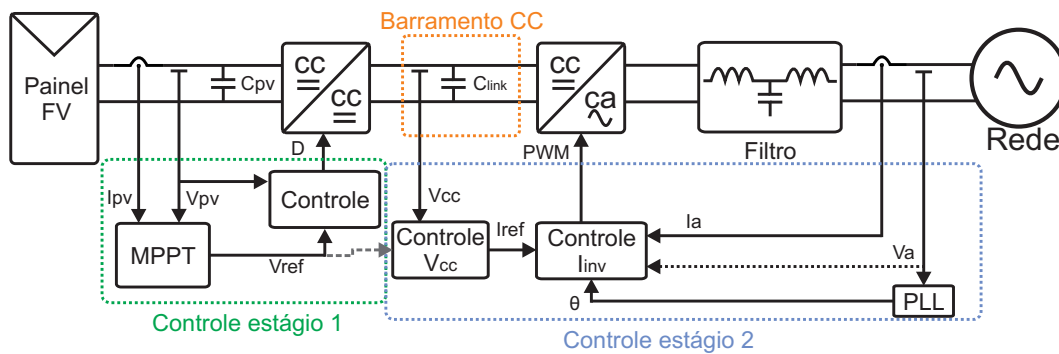 Barramento CC
Painel
FV
Cpv
CC
CC
Clink
CC
ca
Filtro
Rede
D
PWM
Ipv
Vpv
Controle
Vcc
MPPT
Vref
Controle
Vcc
Iref
Controle
Iinv
Ia
Va
PLL
θ
Controle estágio 1
Controle estágio 2